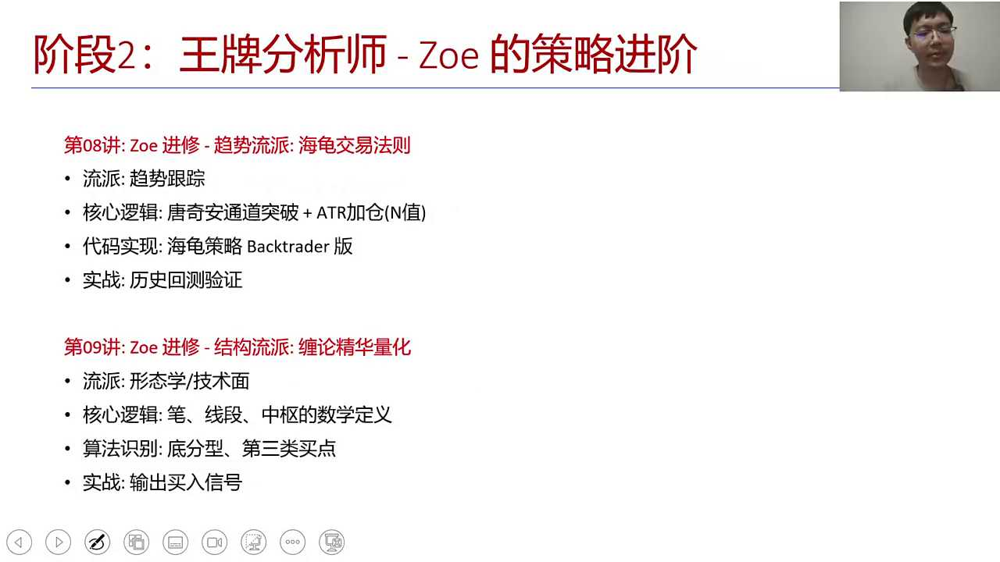 阶段2：王牌分析师 - Zoe 的策略进阶
第08讲: Zoe 进修 - 趋势流派: 海龟交易法则
• 流派: 趋势跟踪
• 核心逻辑: 唐奇安通道突破 + ATR加仓(N值)
• 代码实现: 海龟策略 Backtrader 版
• 实战: 历史回测验证
第09讲: Zoe 进修 - 结构流派: 缠论精华量化
• 流派: 形态学/技术面
• 核心逻辑: 笔、线段、中枢的数学定义
• 算法识别: 底分型、第三类买点
• 实战: 输出买入信号